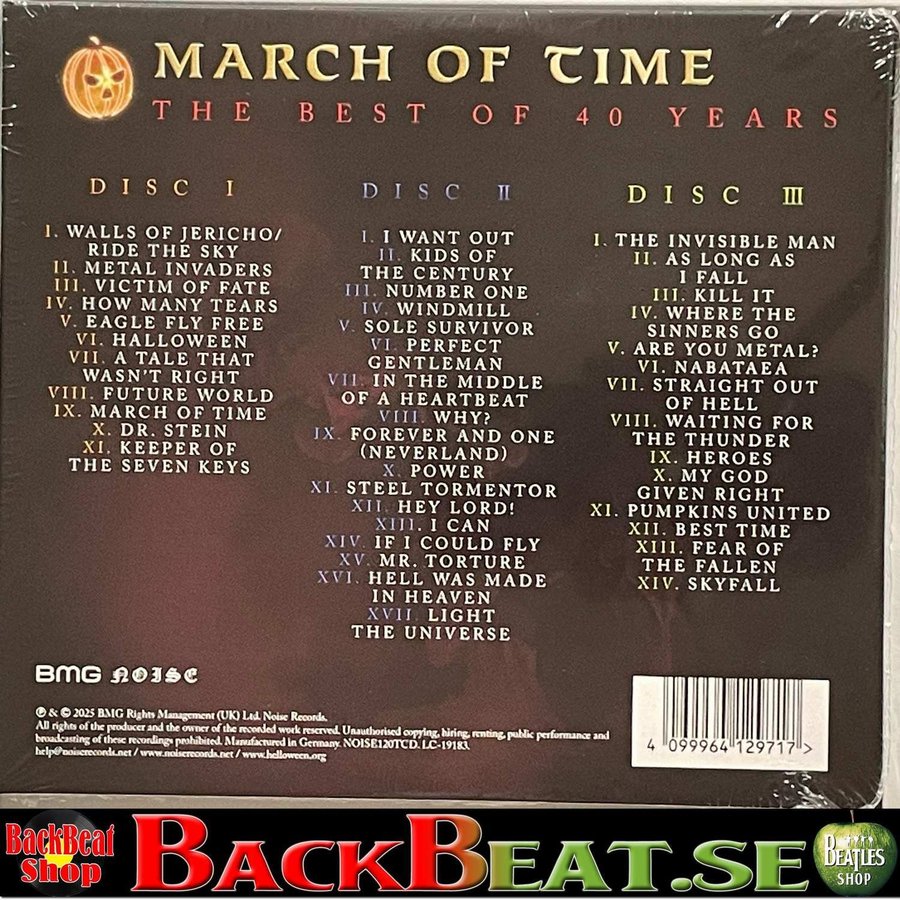 MARCH OF TIME
THE BEST OF 40 YEARS
DISC I
I. WALLS OF JERICHO/
RIDE THE SKY
II. METAL INVADERS
III. VICTIM OF FATE
IV. HOW MANY TEARS
V. EAGLE FLY FREE
VI. HALLOWEEN
VII. A TALE THAT
WASN'T RIGHT
VIII. FUTURE WORLD
IX. MARCH OF TIME
X. DR. STEIN
XI. KEEPER OF
THE SEVEN KEYS
DISC II
I. I WANT OUT
II. KIDS OF
THE CENTURY
III. NUMBER ONE
IV. WINDMILL
V. SOLE SURVIVOR
VI. PERFECT
GENTLEMAN
VII. IN THE MIDDLE
OF A HEARTBEAT
VIII. WHY?
IX. FOREVER AND ONE
(NEVERLAND)
X. POWER
XI. STEEL TORMENTOR
XII. HEY LORD!
XIII. I CAN
XIV. IF I COULD FLY
XV. MR. TORTURE
XVI. HELL WAS MADE
IN HEAVEN
XVII. LIGHT
THE UNIVERSE
DISC III
I. THE INVISIBLE MAN
II. AS LONG AS
I FALL
III. KILL IT
IV. WHERE THE
SINNERS GO
V. ARE YOU METAL?
VI. NABATAEA
VII. STRAIGHT OUT
OF HELL
VIII. WAITING FOR
THE THUNDER
IX. HEROES
X. MY GOD
GIVEN RIGHT
XI. PUMPKINS UNITED
XII. BEST TIME
XIII. FEAR OF
THE FALLEN
XIV. SKYFALL
BMG NOISE
℗ & © 2025 BMG Rights Management (UK) Ltd. Noise Records.
All rights of the producer and the owner of the recorded work reserved. Unauthorised copying, hiring, renting, public performance and
broadcasting of these recordings prohibited. Manufactured in Germany. NOISE120TCD. LC-19183.
help@noiserecords.net / www.noiserecords.net / www.helloween.org
4 099964 129717 >
BackBeat
Shop
BACKBEAT.SE
BEATLES
SHOP